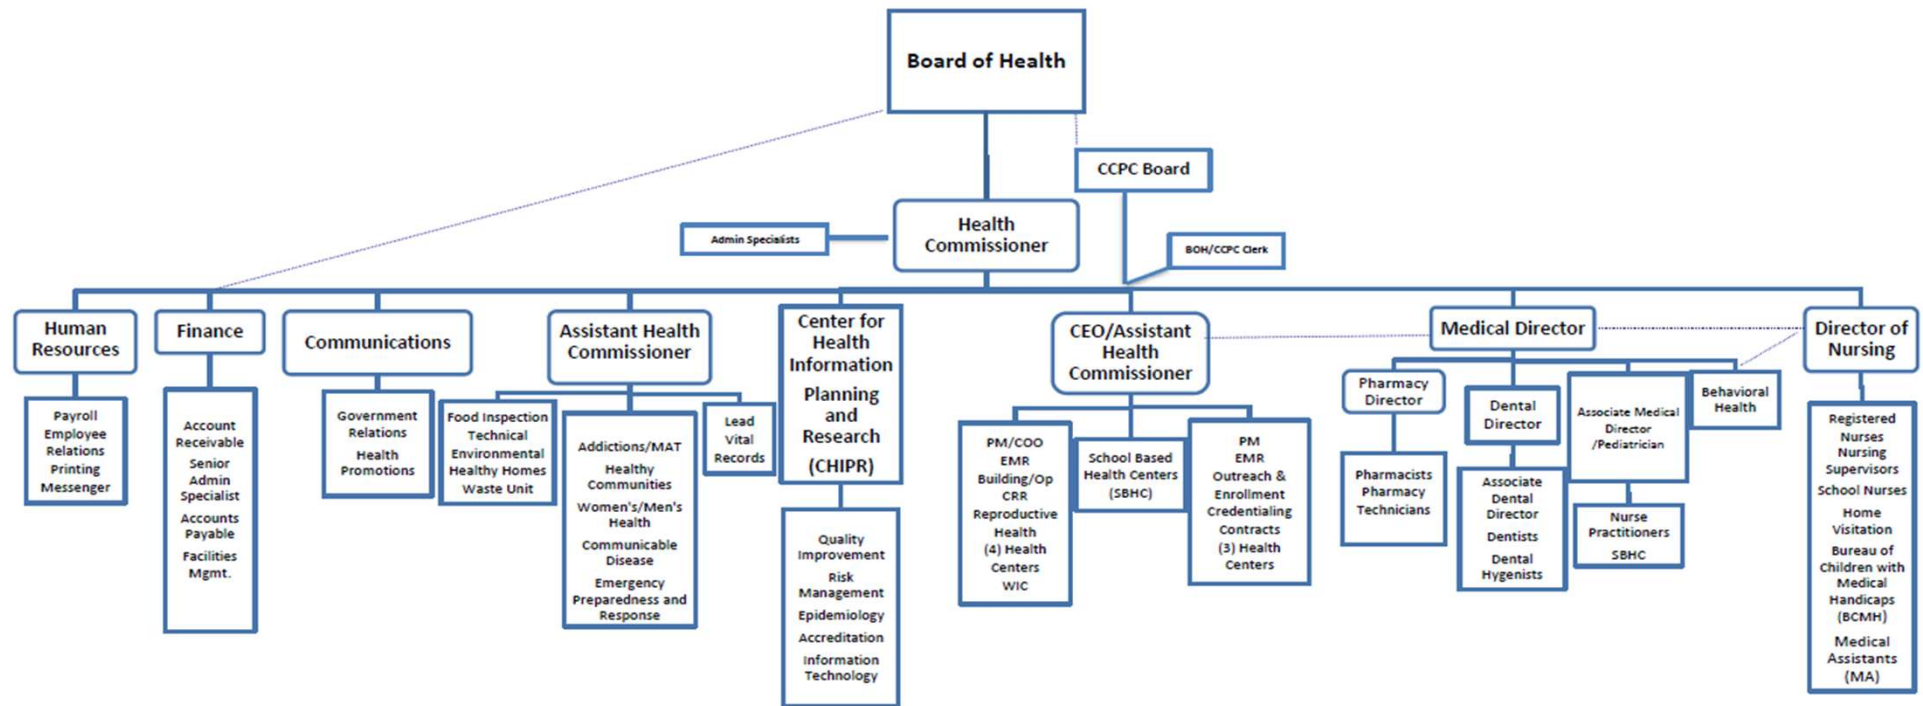 Board of Health
CCPC Board
Health
Commissioner
Admin Specialists
BOH/CCPC Clerk
Human
Resources
Payroll
Employee
Relations
Printing
Messenger
Finance
Account
Receivable
Senior
Admin
Specialist
Accounts
Payable
Facilities
Mgmt.
Communications
Government
Relations
Health
Promotions
Assistant Health
Commissioner
Food Inspection
Technical
Environmental
Healthy Homes
Waste Unit
Addictions/MAT
Healthy
Communities
Women's/Men's
Health
Communicable
Disease
Emergency
Preparedness and
Response
Lead
Vital
Records
Center for
Health
Information
Planning
and
Research
(CHIPR)
Quality
Improvement
Risk
Management
Epidemiology
Accreditation
Information
Technology
CEO/Assistant
Health
Commissioner
PM/COO
EMR
Building/Op
CRR
Reproductive
Health
(4) Health
Centers
WIC
School Based
Health Centers
(SBHC)
PM
EMR
Outreach &
Enrollment
Credentialing
Contracts
(3) Health
Centers
Medical Director
Pharmacy
Director
Pharmacists
Pharmacy
Technicians
Dental
Director
Associate
Dental
Director
Dentists
Dental
Hygenists
Associate Medical
Director
/Pediatrician
Nurse
Practitioners
SBHC
Behavioral
Health
Director of
Nursing
Registered
Nurses
Nursing
Supervisors
School Nurses
Home
Visitation
Bureau of
Children with
Medical
Handicaps
(BCMH)
Medical
Assistants
(MA)